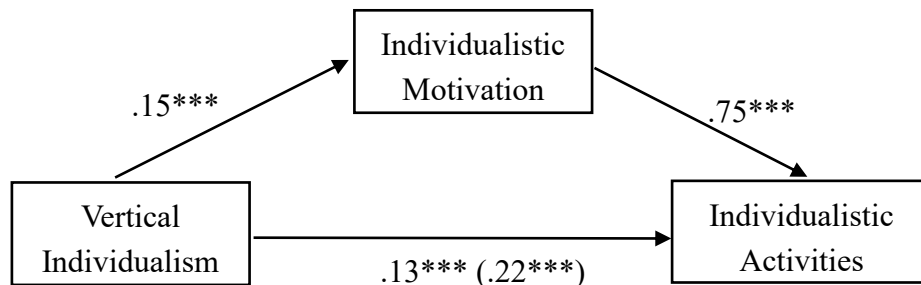 Individualistic
Motivation
.15***
.75***
Vertical
Individualism
Individualistic
Activities
.13*** (.22***)